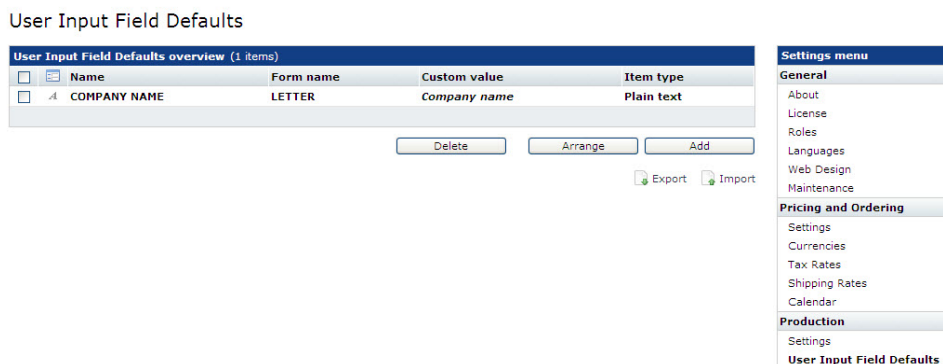 User Input Field Defaults
User Input Field Defaults overview (1 items)
Name Form name Custom value Item type
A COMPANY NAME LETTER Company name Plain text
Delete Arrange Add
Export Import
Settings menu
General
About
License
Roles
Languages
Web Design
Maintenance
Pricing and Ordering
Settings
Currencies
Tax Rates
Shipping Rates
Calendar
Production
Settings
User Input Field Defaults